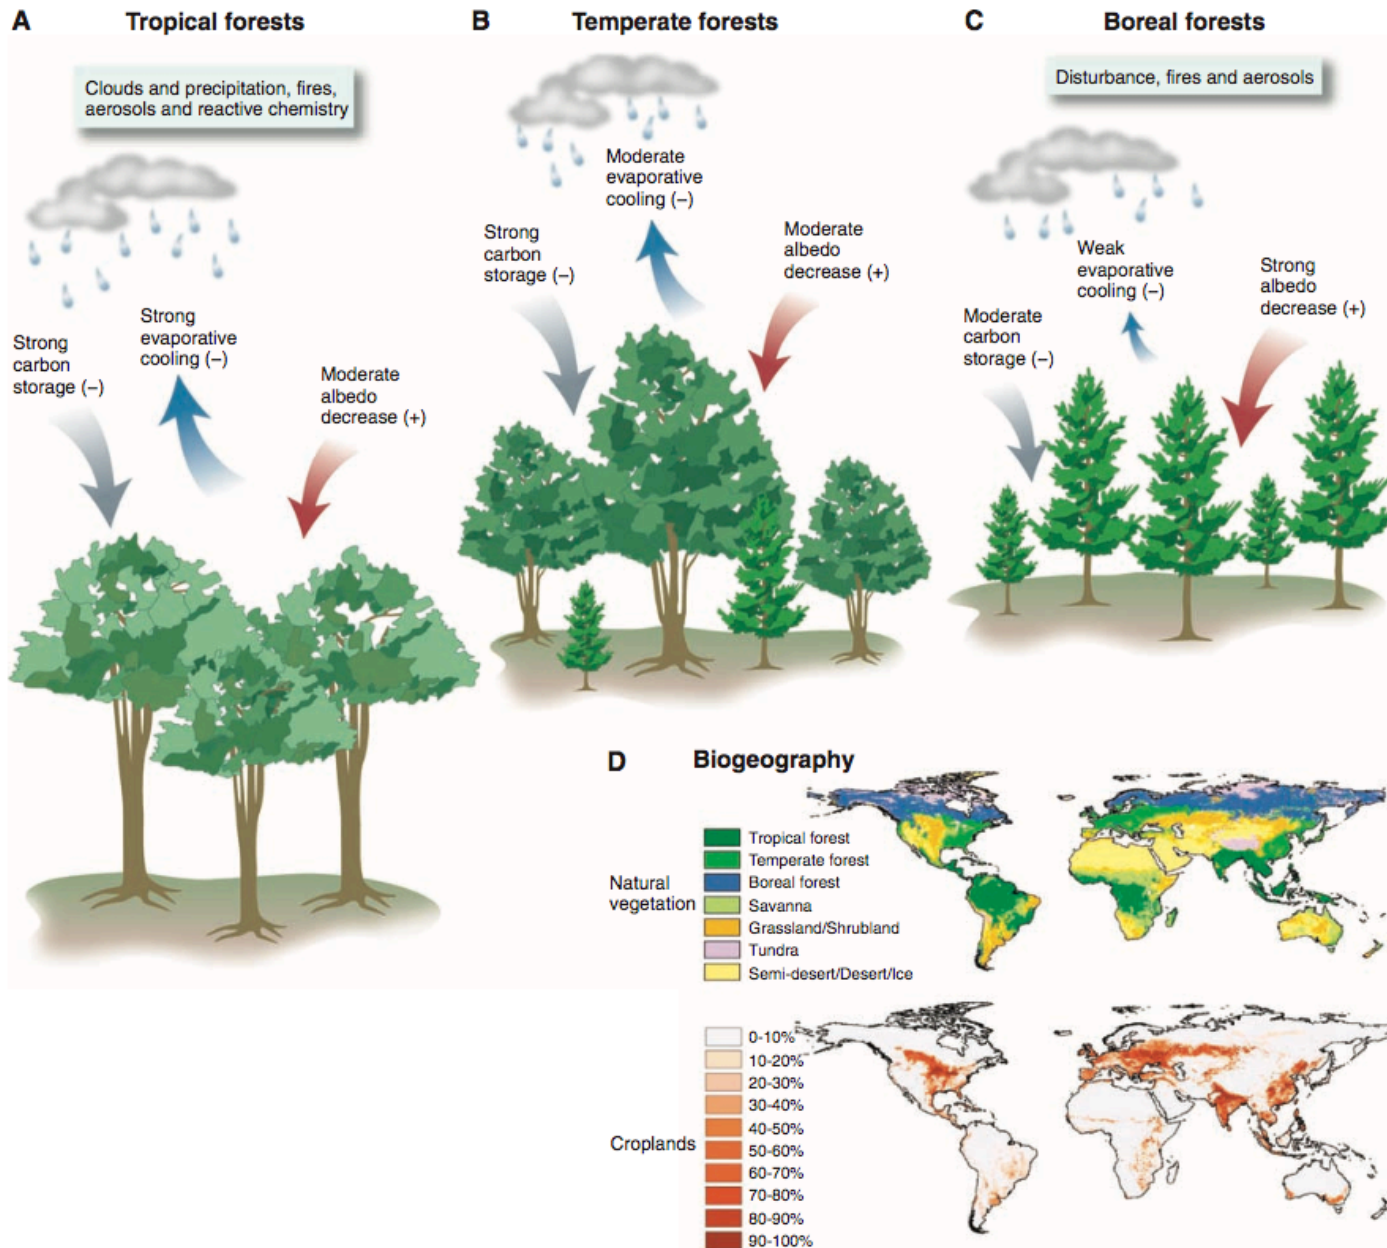 A Tropical forests
Clouds and precipitation, fires,
aerosols and reactive chemistry
Strong
carbon
storage (–)
Strong
evaporative
cooling (–)
Moderate
albedo
decrease (+)
B Temperate forests
Strong
carbon
storage (–)
Moderate
evaporative
cooling (–)
Moderate
albedo
decrease (+)
C Boreal forests
Disturbance, fires and aerosols
Moderate
carbon
storage (–)
Weak
evaporative
cooling (–)
Strong
albedo
decrease (+)
D Biogeography
Natural
vegetation
Tropical forest
Temperate forest
Boreal forest
Savanna
Grassland/Shrubland
Tundra
Semi-desert/Desert/Ice
Croplands
0-10%
10-20%
20-30%
30-40%
40-50%
50-60%
60-70%
70-80%
80-90%
90-100%